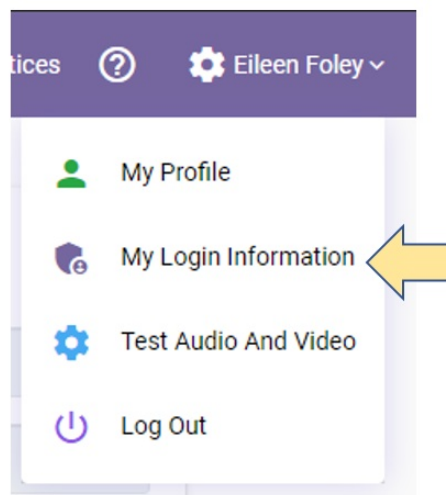 tices ? Eileen Foley
My Profile
My Login Information
Test Audio And Video
Log Out